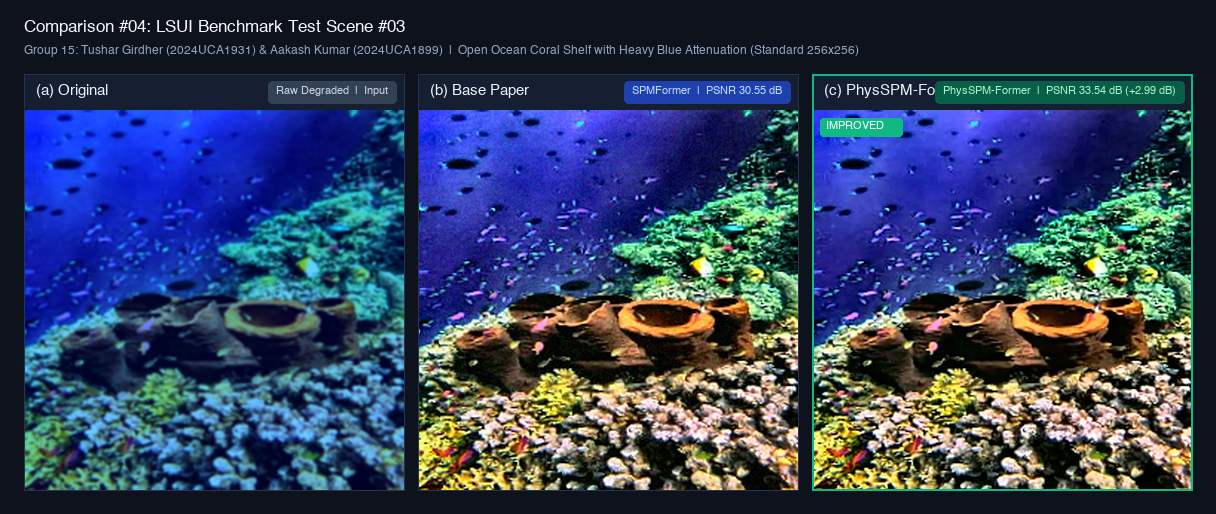 Comparison #04: LSUI Benchmark Test Scene #03
Group 15: Tushar Girdher (2024UCA1931) & Aakash Kumar (2024UCA1899) | Open Ocean Coral Shelf with Heavy Blue Attenuation (Standard 256x256)
(a) Original
Raw Degraded | Input
(b) Base Paper
SPMFormer | PSNR 30.55 dB
(c) PhysSPM-Fo
PhysSPM-Former | PSNR 33.54 dB (+2.99 dB)
IMPROVED